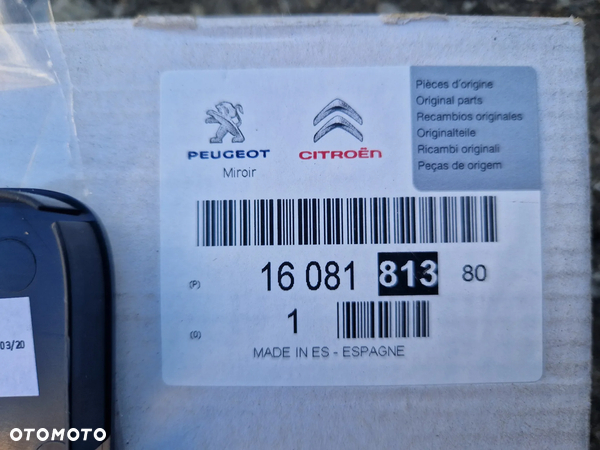 PEUGEOT
CITROËN
Miroir
Pièces d'origine
Original parts
Recambios originales
Originalteile
Ricambi originali
Peças de origem
(P) 16 081 813 80
(Q) 1
MADE IN ES - ESPAGNE
03/20
OTOMOTO